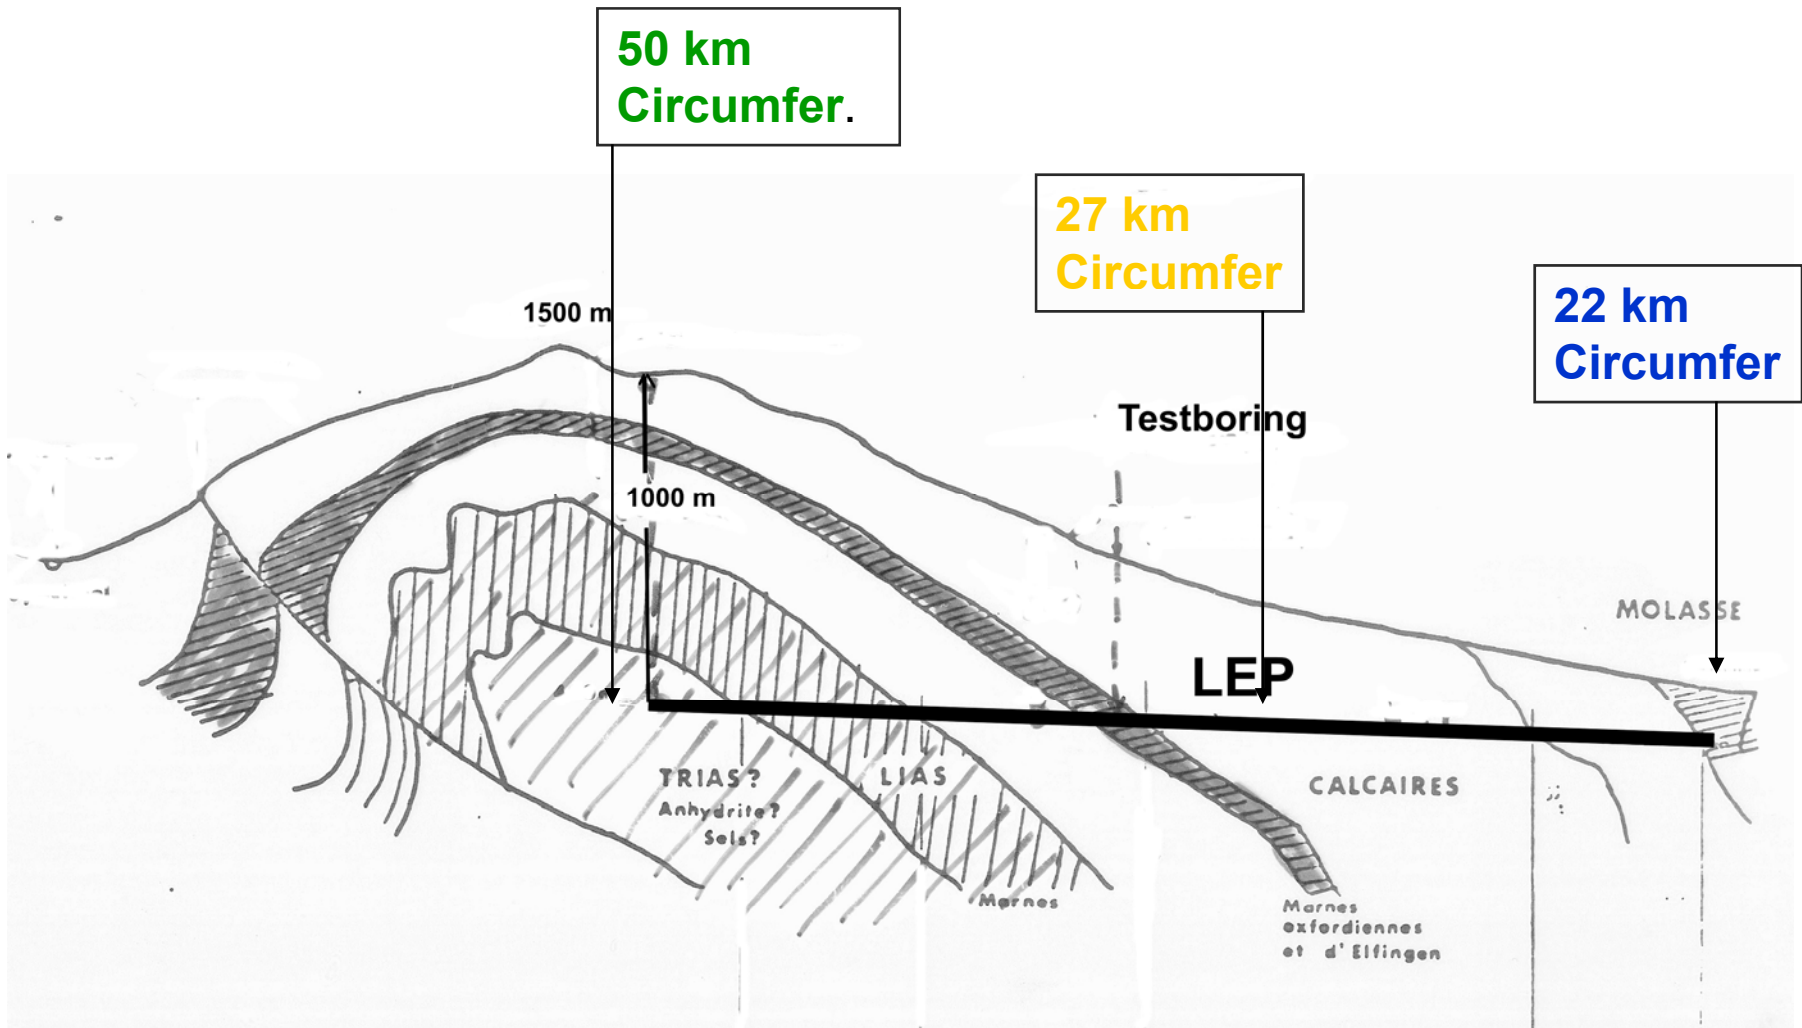 50 km
Circumfer.
27 km
Circumfer
22 km
Circumfer
1500 m
Testboring
1000 m
MOLASSE
LEP
TRIAS?
Anhydrite?
Sels?
LIAS
CALCAIRES
Marnes
Marnes
oxfordiennes
et d'Elfingen